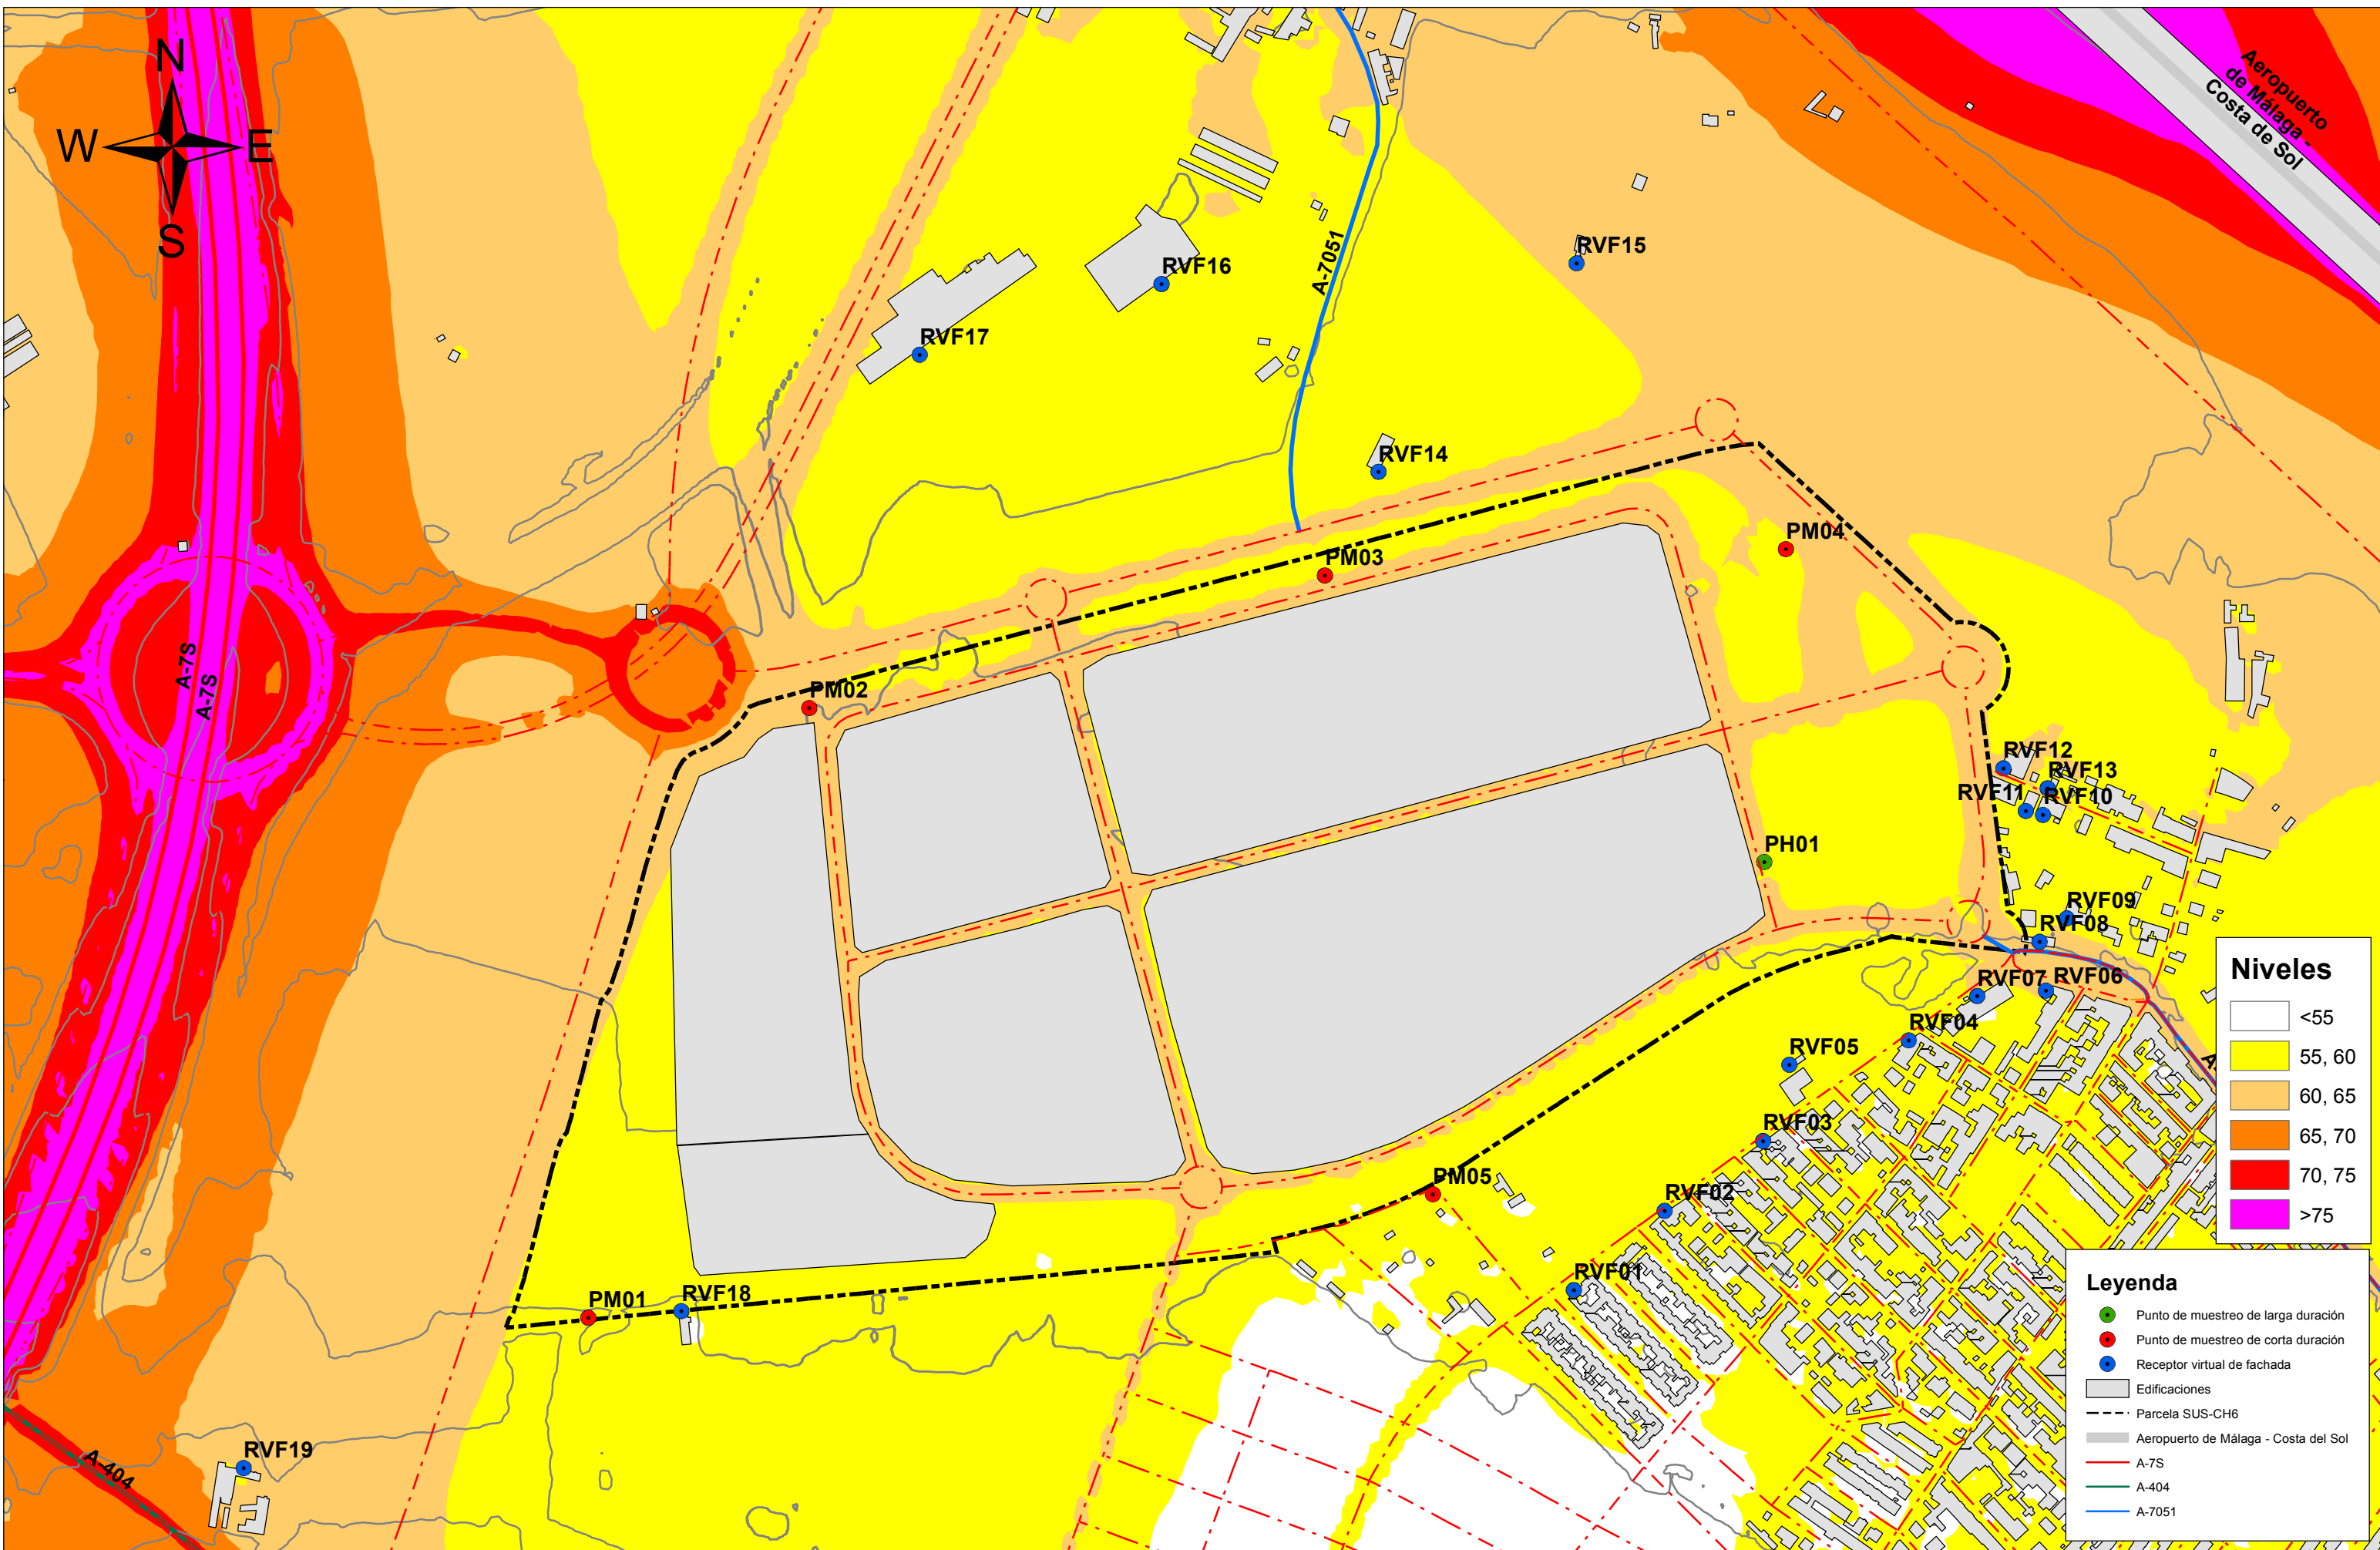 N
W
E
S
Aeropuerto
de Málaga -
Costa de Sol
A-7051
RVF15
RVF16
RVF17
RVF14
PM04
PM03
A-7S
A-7S
PM02
RVF12
RVF13
RVF11
RVF10
PH01
RVF09
RVF08
RVF07
RVF06
RVF04
RVF05
RVF03
PM05
RVF02
RVF01
PM01
RVF18
RVF19
A-404
Niveles
<55
55, 60
60, 65
65, 70
70, 75
>75
Leyenda
Punto de muestreo de larga duración
Punto de muestreo de corta duración
Receptor virtual de fachada
Edificaciones
Parcela SUS-CH6
Aeropuerto de Málaga - Costa del Sol
A-7S
A-404
A-7051